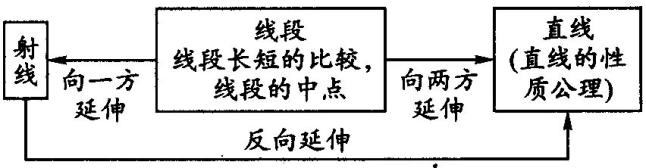 射
线
向一方
延伸
线段
线段长短的比较,
线段的中点
向两方
延伸
直线
(直线的性
质公理)
反向延伸